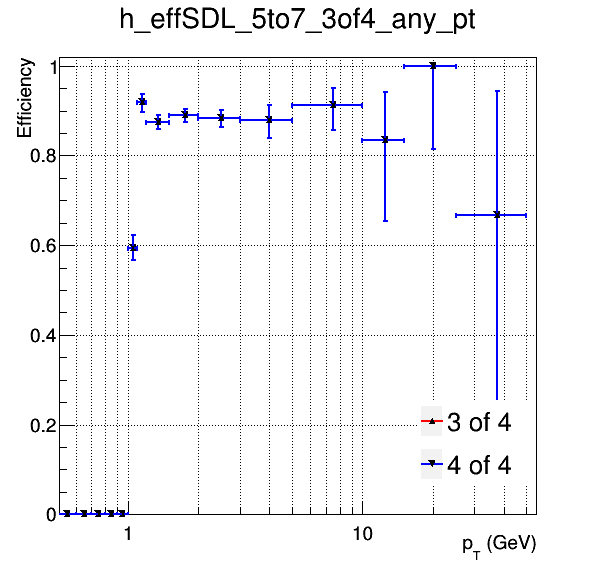 h_effSDL_5to7_3of4_any_pt
Efficiency
1
0.8
0.6
0.4
0.2
0
3 of 4
4 of 4
1 10
p_T (GeV)